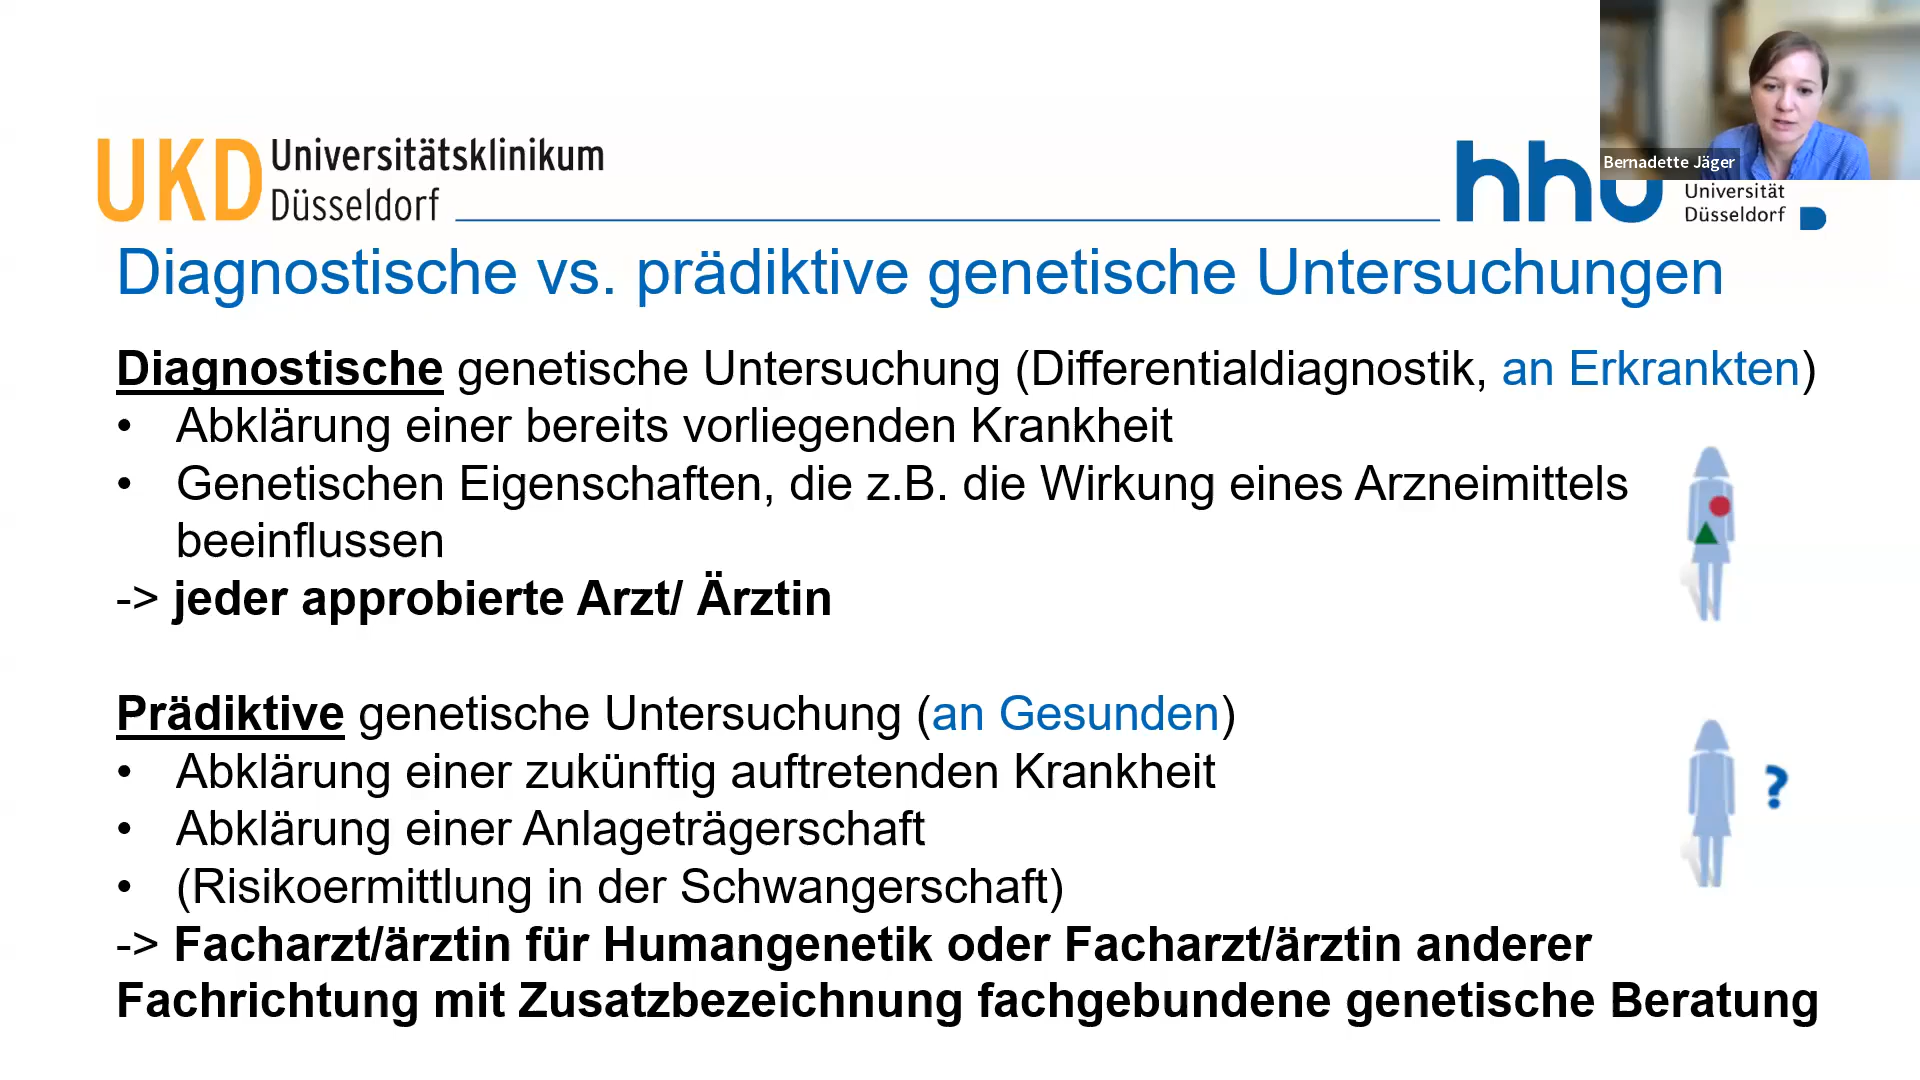 Bernadette Jäger
UKD Universitätsklinikum
Düsseldorf
hhu Universität
Düsseldorf
Diagnostische vs. prädiktive genetische Untersuchungen
Diagnostische genetische Untersuchung (Differentialdiagnostik, an Erkrankten)
• Abklärung einer bereits vorliegenden Krankheit
• Genetischen Eigenschaften, die z.B. die Wirkung eines Arzneimittels
beeinflussen
-> jeder approbierte Arzt/ Ärztin
Prädiktive genetische Untersuchung (an Gesunden)
• Abklärung einer zukünftig auftretenden Krankheit
?
• Abklärung einer Anlageträgerschaft
• (Risikoermittlung in der Schwangerschaft)
-> Facharzt/ärztin für Humangenetik oder Facharzt/ärztin anderer
Fachrichtung mit Zusatzbezeichnung fachgebundene genetische Beratung